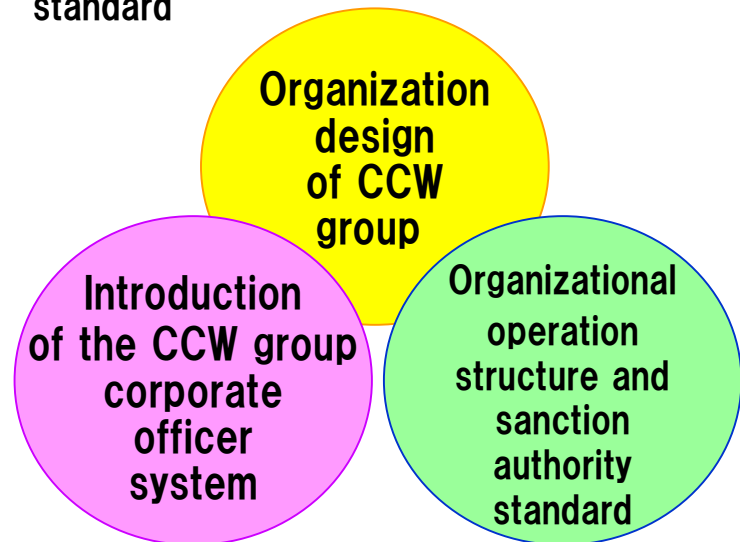 standard
Organization
design
of CCW
group
Introduction
of the CCW group
corporate
officer
system
Organizational
operation
structure and
sanction
authority
standard